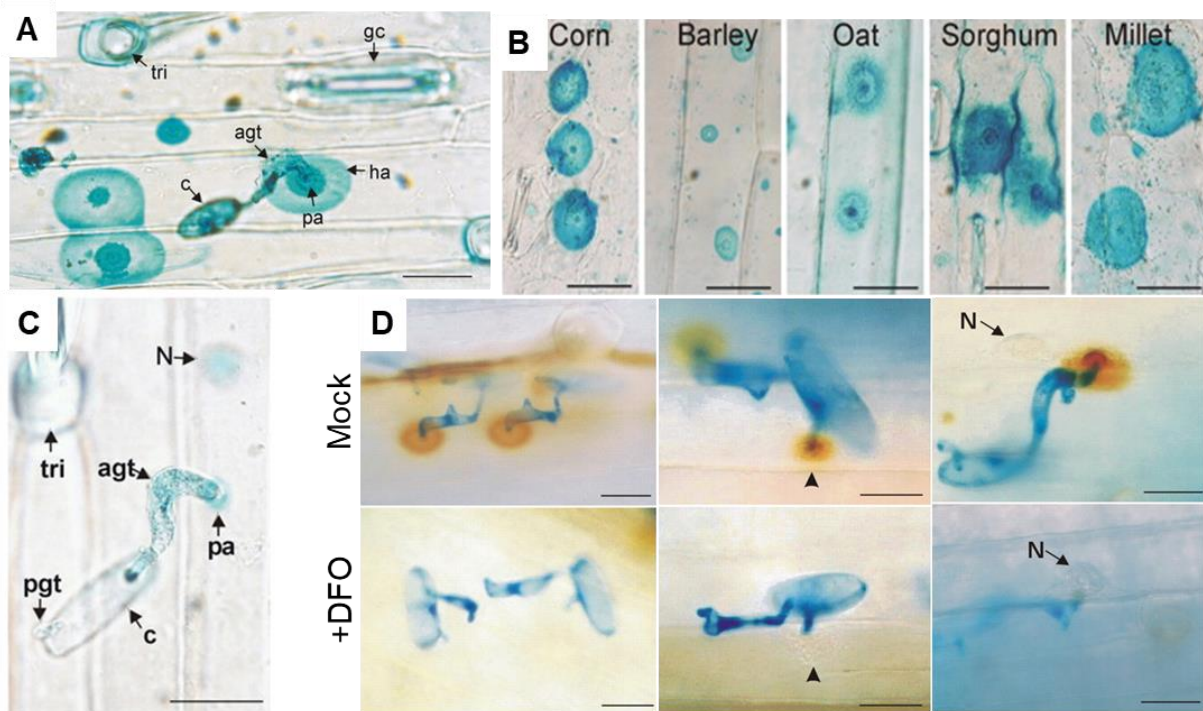 A
tri
gc
agt
ha
c
pa
B
Corn Barley Oat Sorghum Millet
C
N
tri
agt
pa
pgt
c
D
Mock
N
+DFO
N